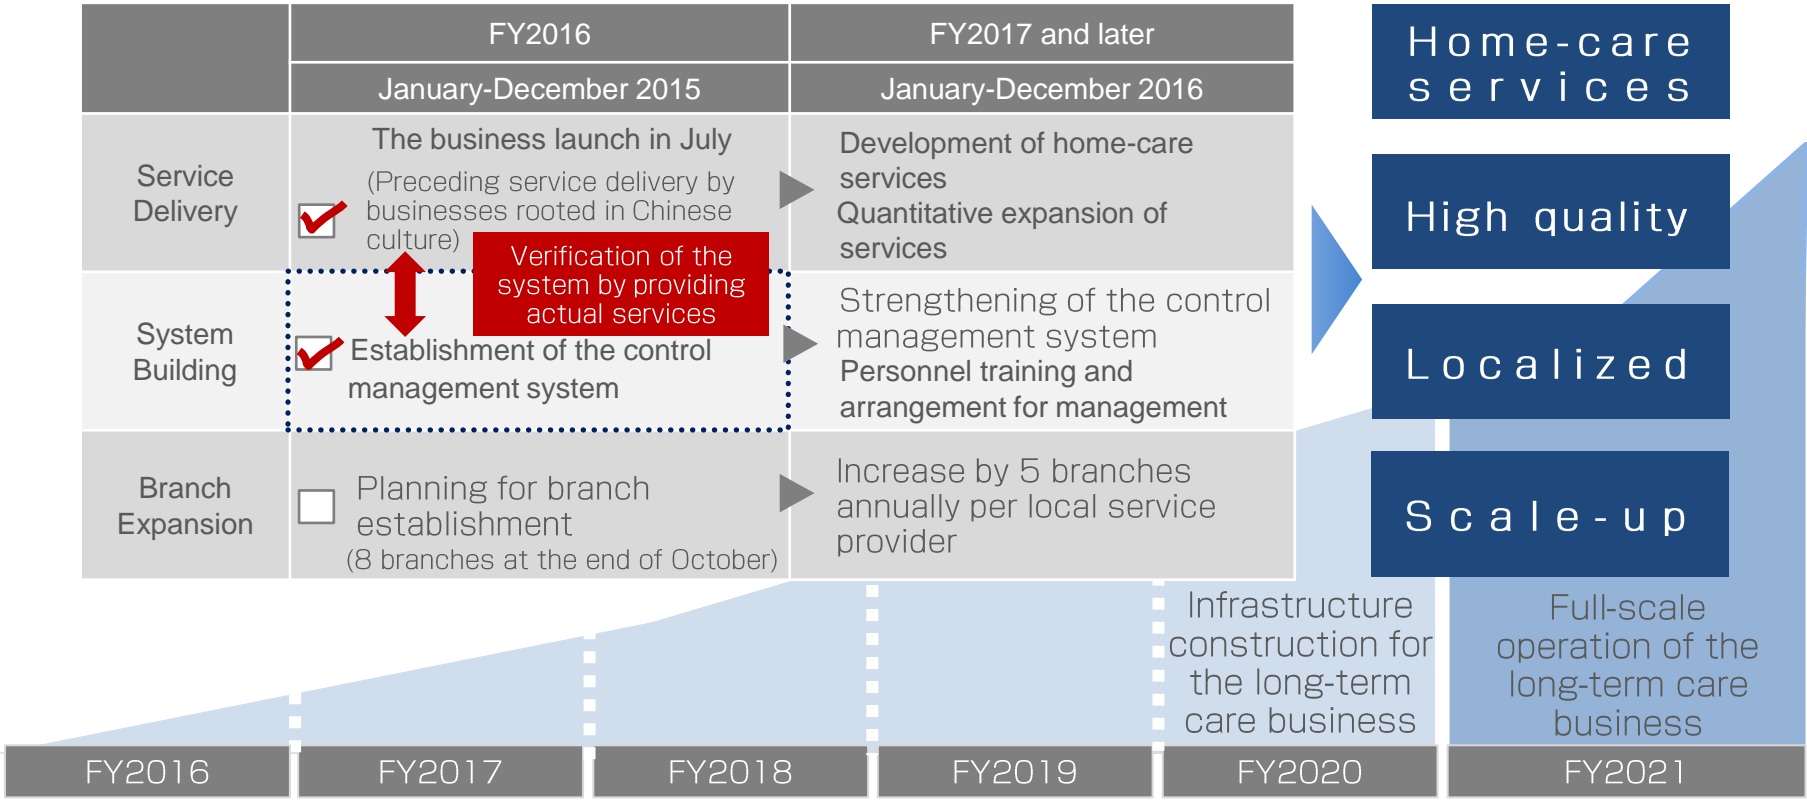 FY2016
FY2017 and later
January-December 2015
January-December 2016
Service
Delivery
The business launch in July
(Preceding service delivery by
businesses rooted in Chinese
culture)
Development of home-care
services
Quantitative expansion of
services
Verification of the
system by providing
actual services
System
Building
Establishment of the control
management system
Strengthening of the control
management system
Personnel training and
arrangement for management
Branch
Expansion
Planning for branch
establishment
(8 branches at the end of October)
Increase by 5 branches
annually per local service
provider
Home-care
services
High quality
Localized
Scale-up
Infrastructure
construction for
the long-term
care business
Full-scale
operation of the
long-term care
business
FY2016
FY2017
FY2018
FY2019
FY2020
FY2021